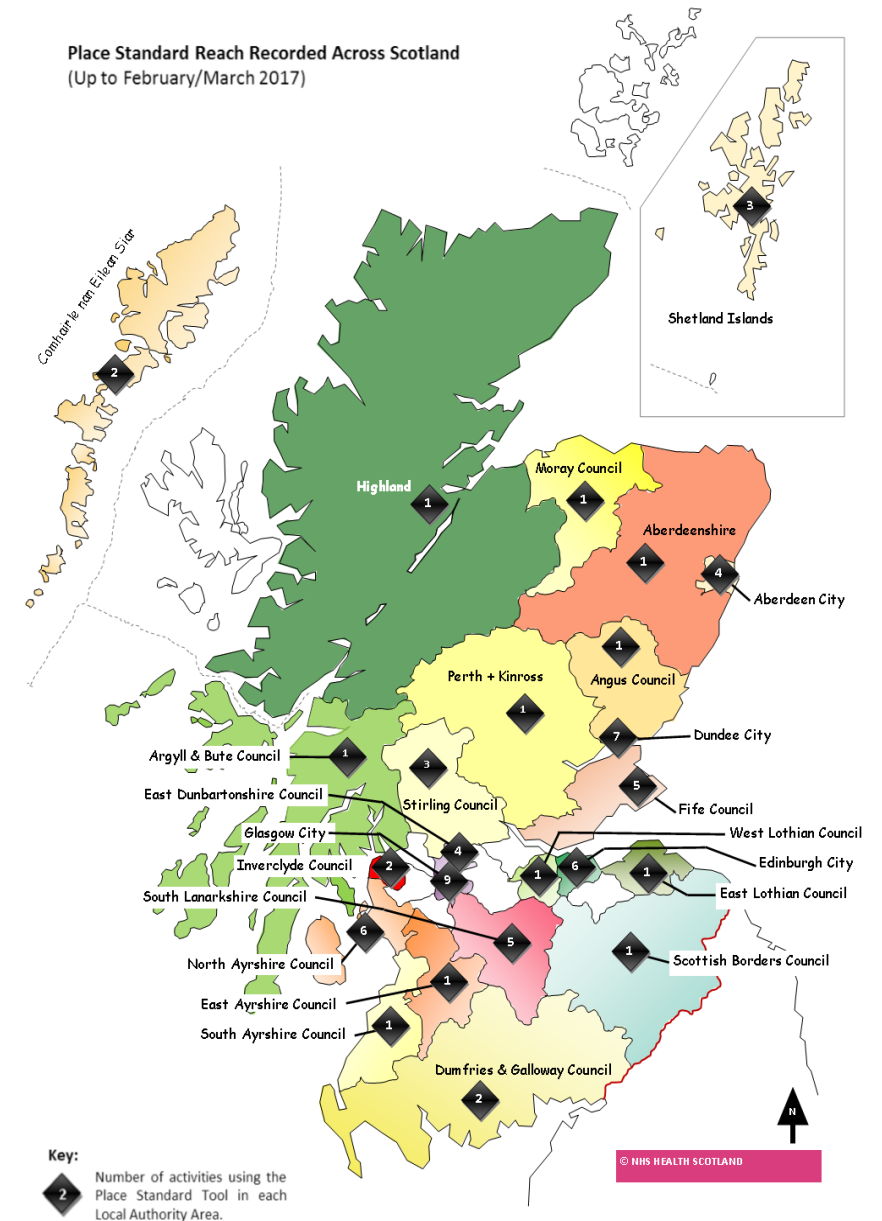 Place Standard Reach Recorded Across Scotland
(Up to February/March 2017)
3
Shetland Islands
Comhairle nan Eilean Siar
2
Highland
1
Moray Council
1
Aberdeenshire
1
4
Aberdeen City
1
Angus Council
Perth + Kinross
1
7
Dundee City
Argyll & Bute Council
1
3
Stirling Council
5
Fife Council
East Dunbartonshire Council
4
Glasgow City
9
West Lothian Council
1
Edinburgh City
6
Inverclyde Council
2
East Lothian Council
1
South Lanarkshire Council
5
North Ayrshire Council
6
Scottish Borders Council
1
East Ayrshire Council
1
South Ayrshire Council
1
Dumfries & Galloway Council
2
N
Key:
2
Number of activities using the
Place Standard Tool in each
Local Authority Area.
© NHS HEALTH SCOTLAND